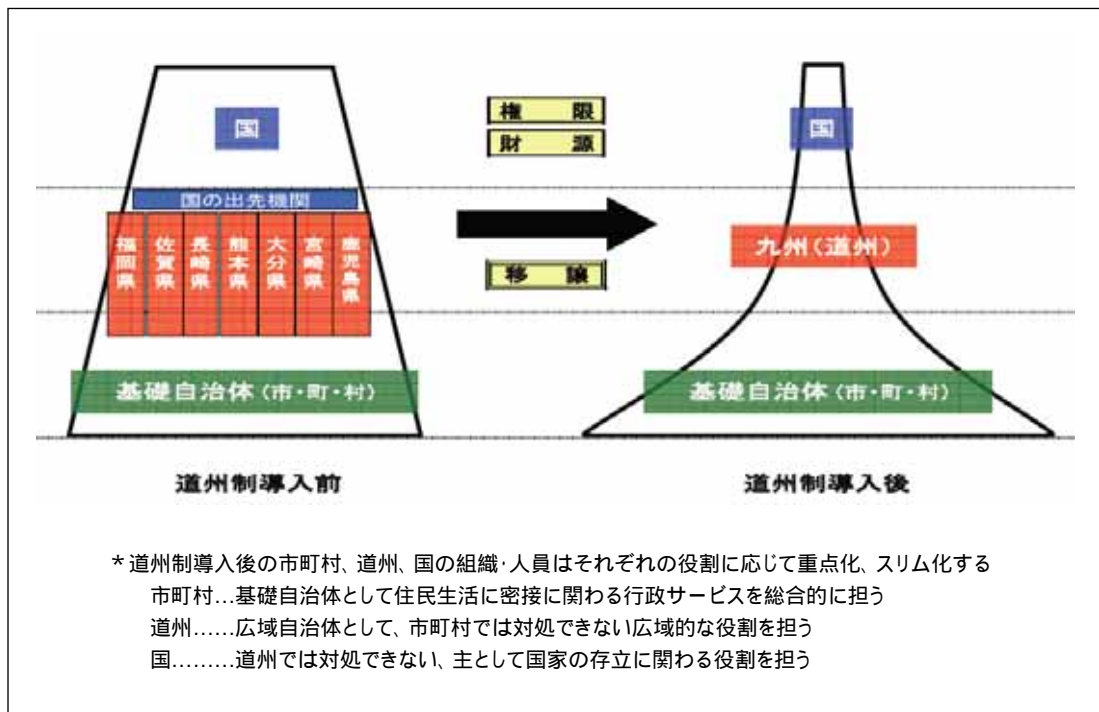 国
国の出先機関
福岡県
佐賀県
長崎県
熊本県
大分県
宮崎県
鹿児島県
基礎自治体(市・町・村)
道州制導入前
権 限
財 源
移 譲
国
九州(道州)
基礎自治体(市・町・村)
道州制導入後
*道州制導入後の市町村、道州、国の組織・人員はそれぞれの役割に応じて重点化、スリム化する
市町村…基礎自治体として住民生活に密接に関わる行政サービスを総合的に担う
道州……広域自治体として、市町村では対処できない広域的な役割を担う
国………道州では対処できない、主として国家の存立に関わる役割を担う